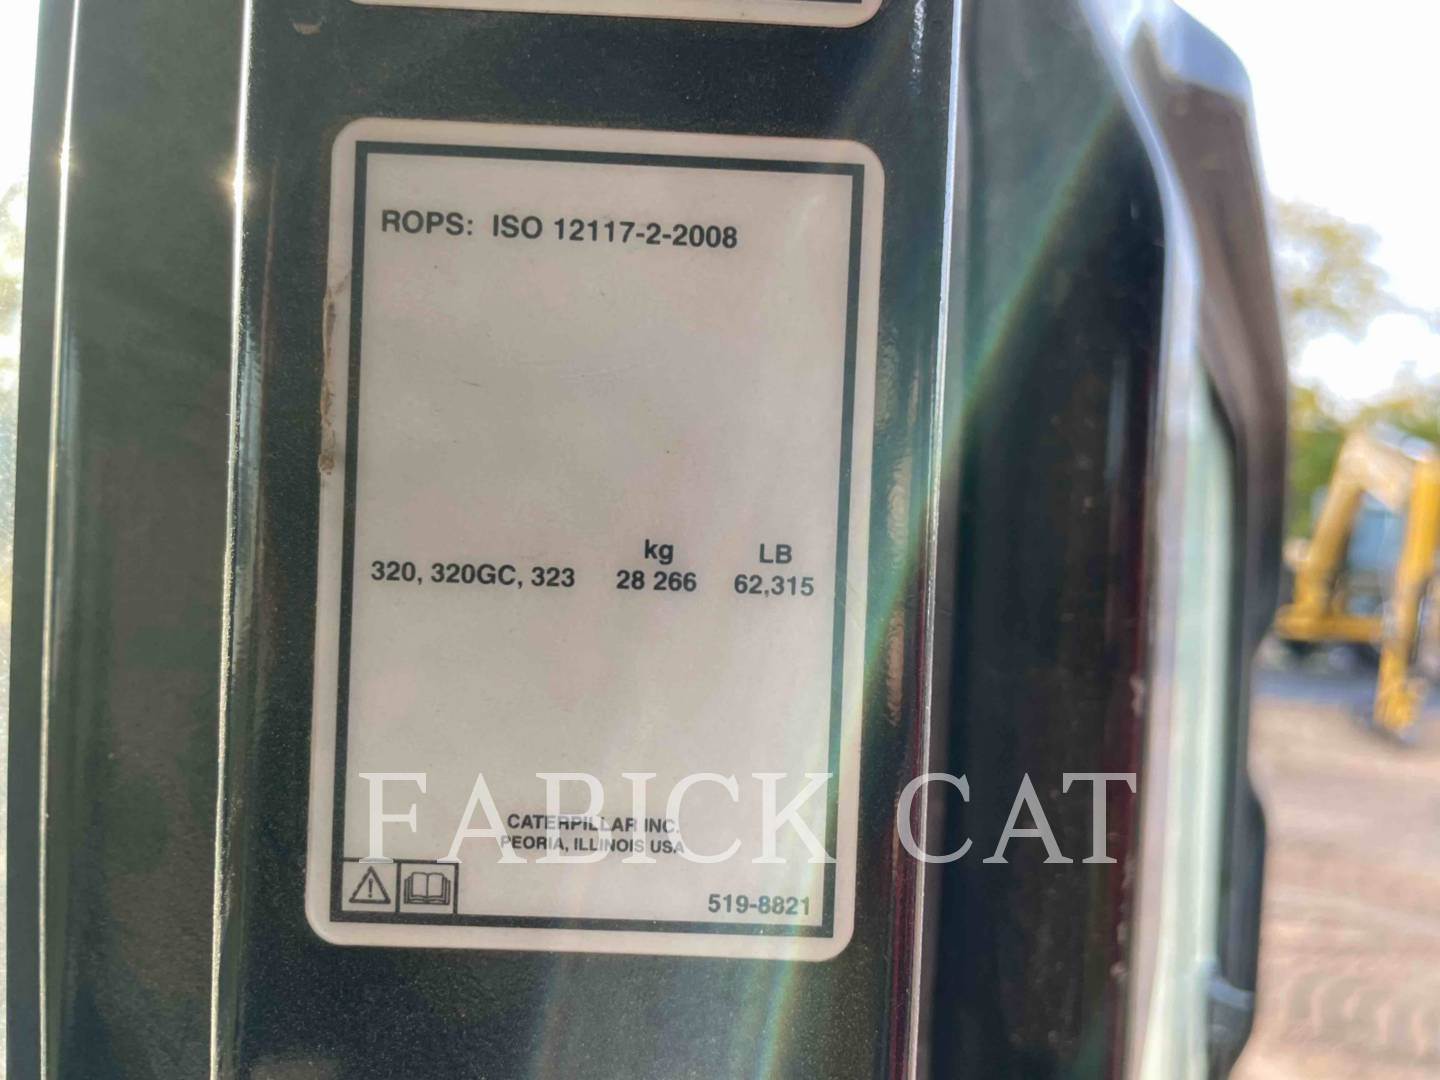 ROPS: ISO 12117-2-2008
kg LB
320, 320GC, 323 28 266 62,315
FABICK CAT
CATERPILLAR INC.
PEORIA, ILLINOIS USA
519-8821